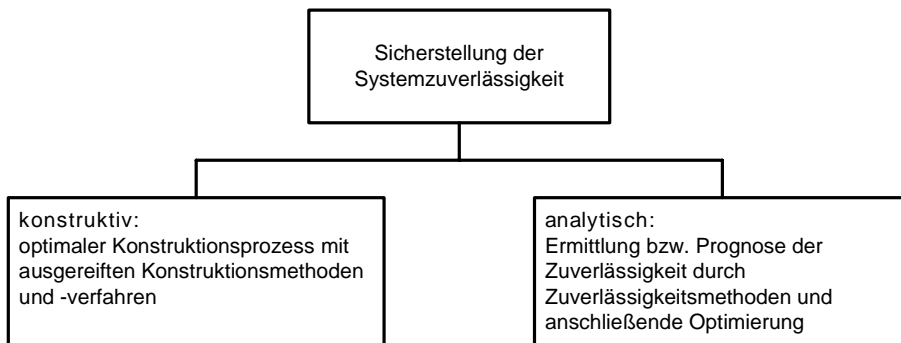 Sicherstellung der
Systemzuverlässigkeit
konstruktiv:
optimaler Konstruktionsprozess mit
ausgereiften Konstruktionsmethoden
und -verfahren
analytisch:
Ermittlung bzw. Prognose der
Zuverlässigkeit durch
Zuverlässigkeitsmethoden und
anschließende Optimierung